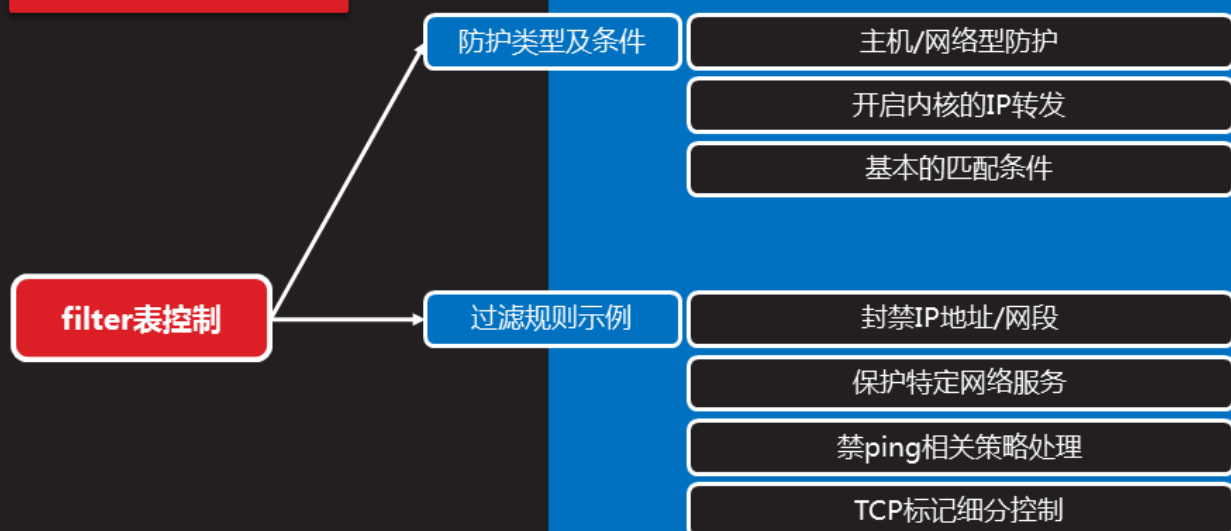 防护类型及条件
主机/网络型防护
开启内核的IP转发
基本的匹配条件
filter表控制
过滤规则示例
封禁IP地址/网段
保护特定网络服务
禁ping相关策略处理
TCP标记细分控制